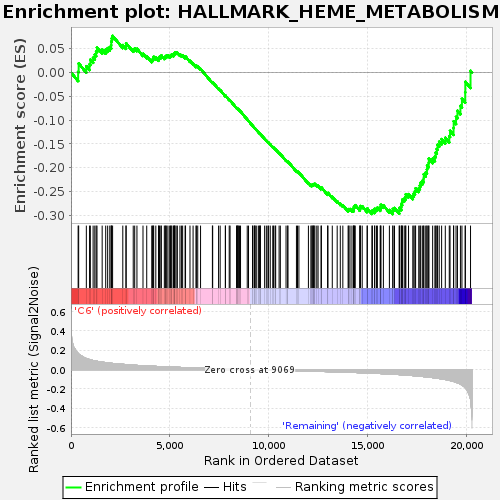 Enrichment plot: HALLMARK_HEME_METABOLISM
Enrichment score (ES)
0.05
0.00
-0.05
-0.10
-0.15
-0.20
-0.25
-0.30
'C6' (positively correlated)
Ranked list metric (Signal2Noise)
0.6
0.4
0.2
0.0
-0.2
-0.4
-0.6
Zero cross at 9069
'Remaining' (negatively correlated)
0
5,000
10,000
15,000
20,000
Rank in Ordered Dataset
Enrichment profile
Hits
Ranking metric scores